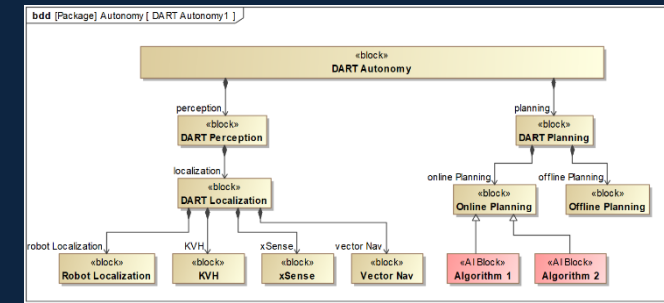 bdd [Package] Autonomy [ DART Autonomy1 ]
«block»
DART Autonomy
perception
planning
«block»
DART Perception
«block»
DART Planning
localization
online Planning
offline Planning
«block»
DART Localization
«block»
Online Planning
«block»
Offline Planning
robot Localization
KVH
xSense
vector Nav
«block»
Robot Localization
«block»
KVH
«block»
xSense
«block»
Vector Nav
«AI Block»
Algorithm 1
«AI Block»
Algorithm 2